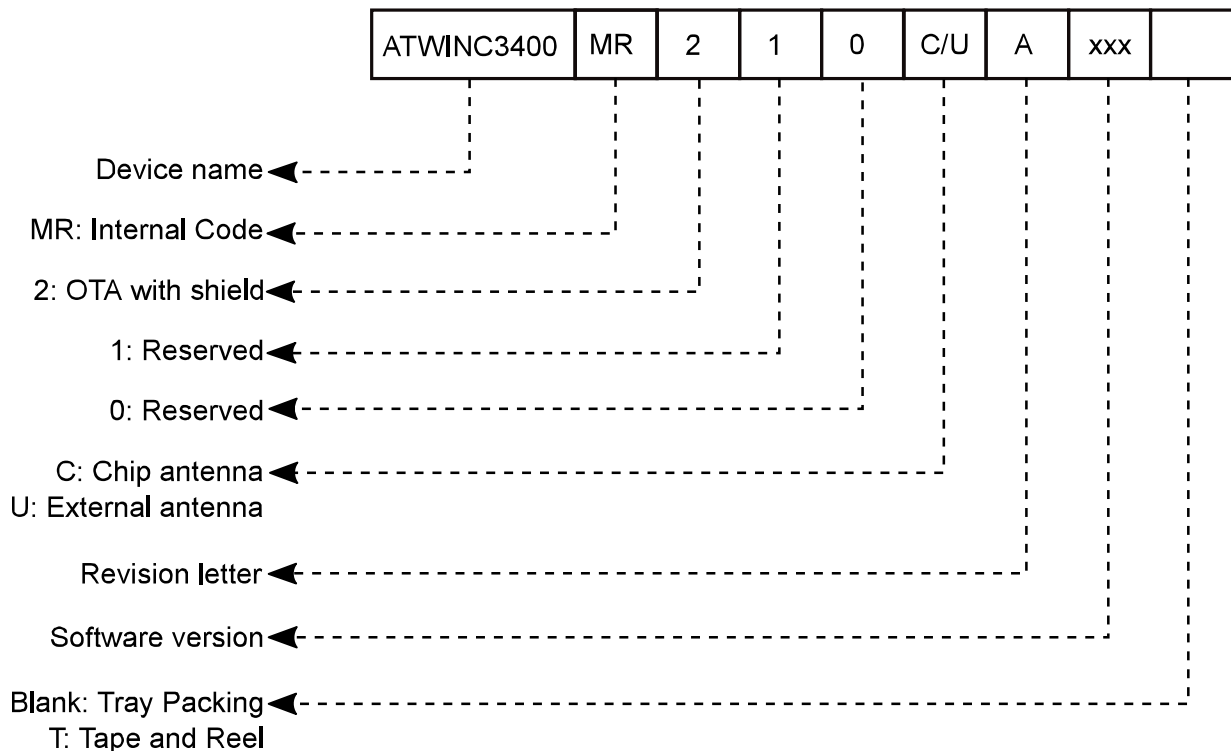 ATWINC3400 MR 2 1 0 C/U A xxx
Device name
MR: Internal Code
2: OTA with shield
1: Reserved
0: Reserved
C: Chip antenna
U: External antenna
Revision letter
Software version
Blank: Tray Packing
T: Tape and Reel